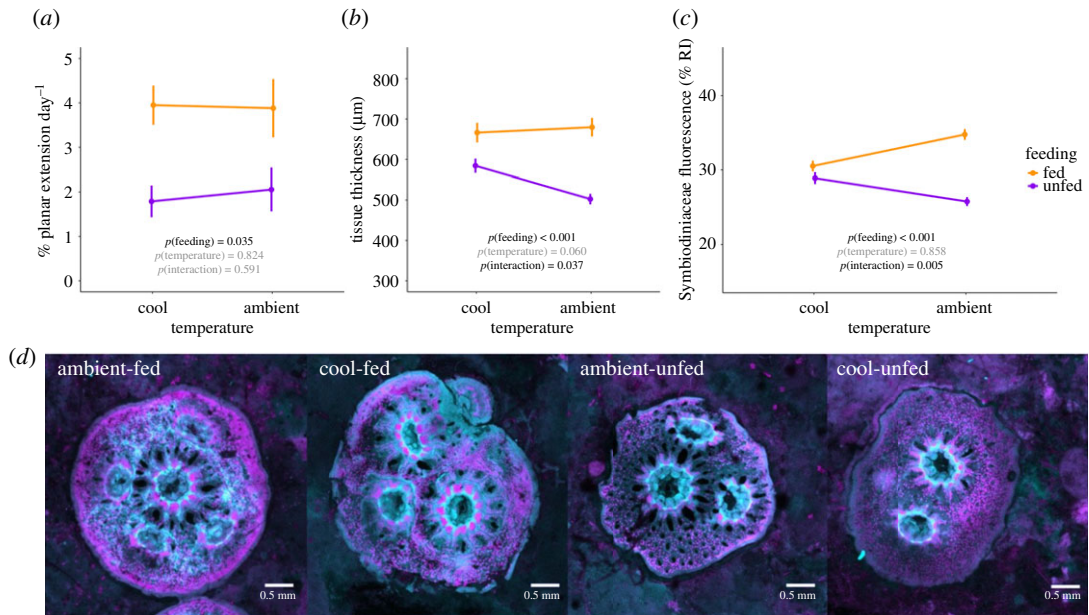 (a)
% planar extension day⁻¹
5
4
3
2
1
0
p(feeding) = 0.035
p(temperature) = 0.824
p(interaction) = 0.591
cool ambient
temperature
(b)
tissue thickness (µm)
800
700
600
500
400
300
p(feeding) < 0.001
p(temperature) = 0.060
p(interaction) = 0.037
cool ambient
temperature
(c)
Symbiodiniaceae fluorescence (% RI)
40
30
20
p(feeding) < 0.001
p(temperature) = 0.858
p(interaction) = 0.005
cool ambient
temperature
feeding
fed
unfed
(d)
ambient-fed
0.5 mm
cool-fed
0.5 mm
ambient-unfed
0.5 mm
cool-unfed
0.5 mm